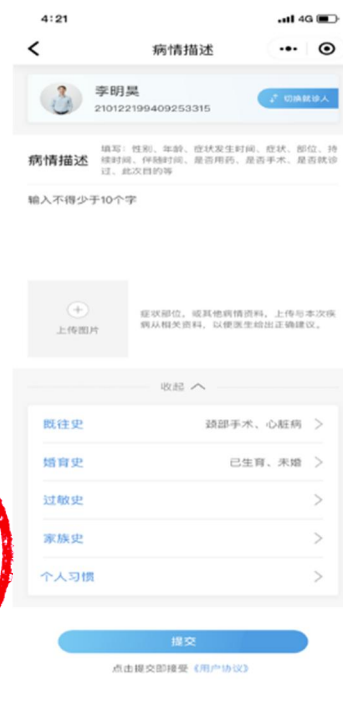 4:21
4G
病情描述
李明昊
210122199409253315
切换就诊人
病情描述
填写：性别、年龄、症状发生时间、症状、部位、持
续时间、伴随时间、是否用药、是否手术、是否就诊
过、此次目的等
输入不得少于10个字
上传图片
症状部位，或其他病情资料，上传与本次疾
病从相关资料，以便医生给出正确建议。
收起
既往史
颈部手术、心脏病
婚育史
已生育、未婚
过敏史
家族史
个人习惯
提交
点击提交即接受《用户协议》